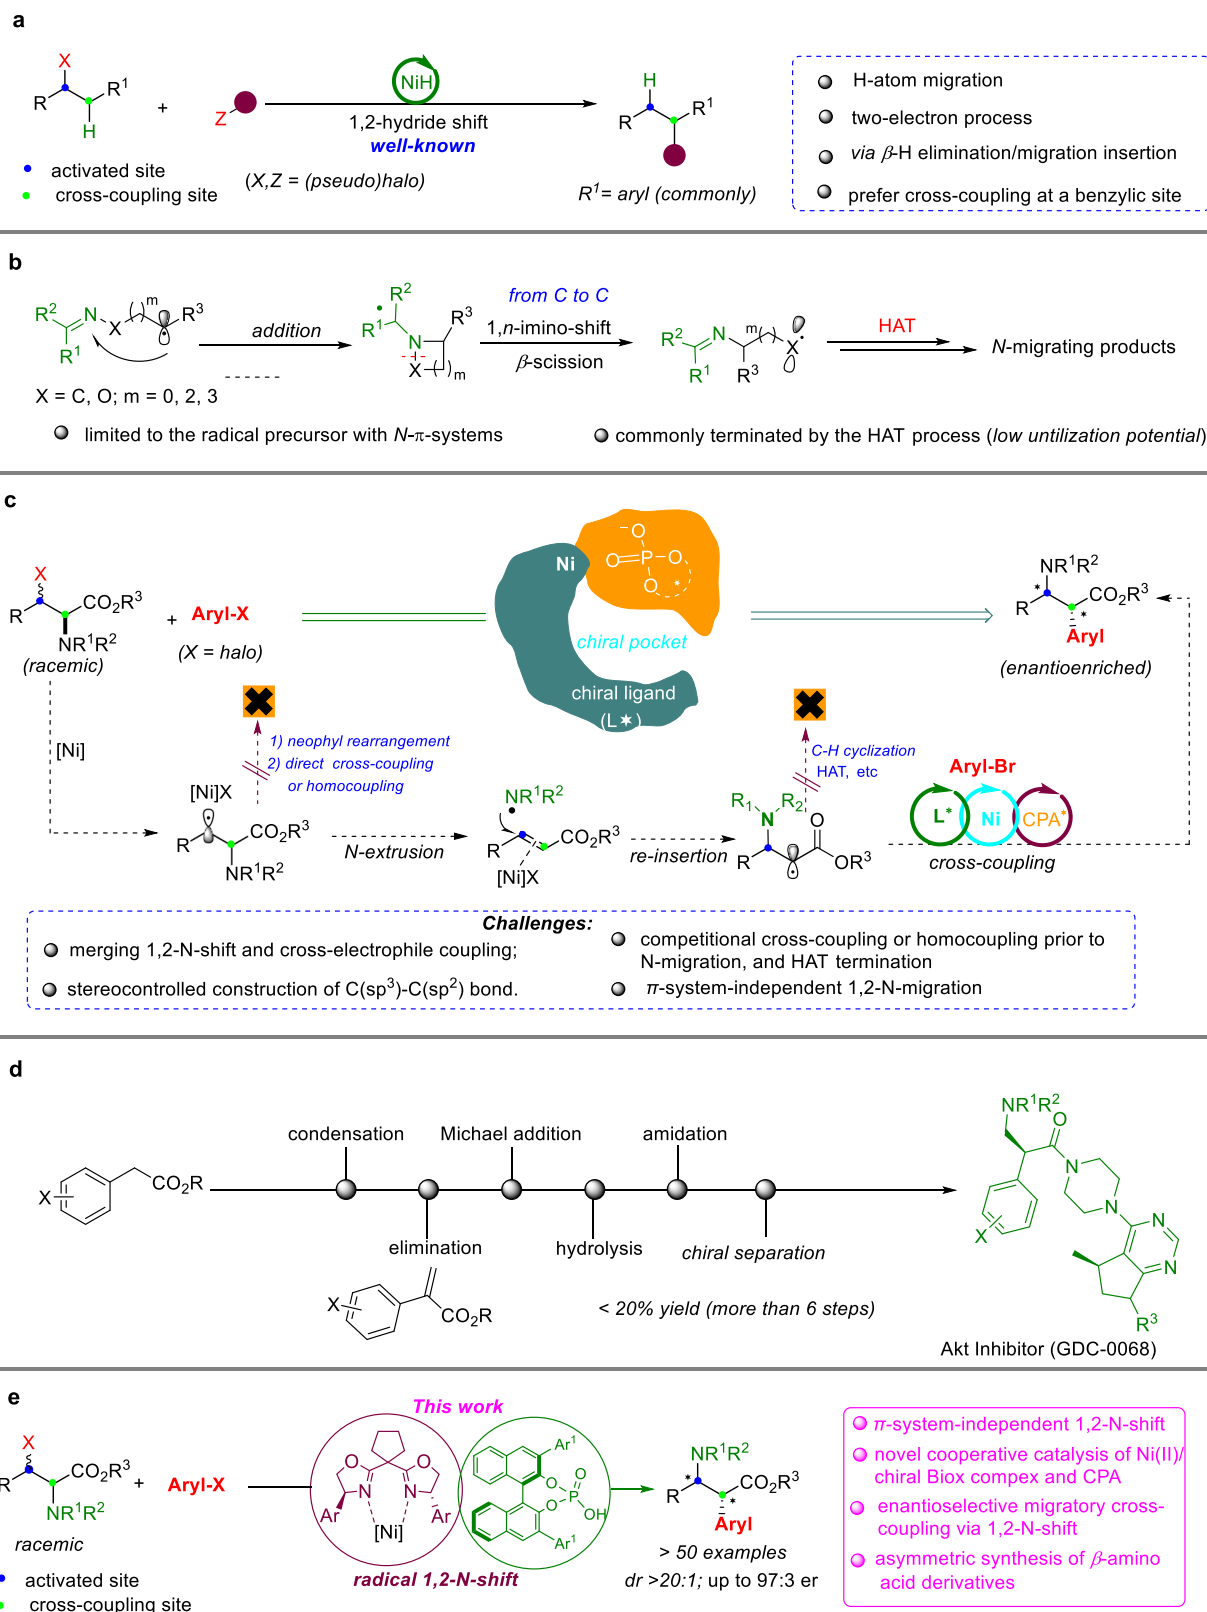 a
X
R
R1
H
+
Z
NiH
1,2-hydride shift
well-known
(X,Z = (pseudo)halo)
H
R
R1
R1= aryl (commonly)
activated site
cross-coupling site
H-atom migration
two-electron process
via β-H elimination/migration insertion
prefer cross-coupling at a benzylic site
b
R2
N
X
m
R3
R1
X = C, O; m = 0, 2, 3
addition
R2
R1
N
R3
X
m
from C to C
1,n-imino-shift
β-scission
R2
N
m
X
R1
R3
HAT
N-migrating products
limited to the radical precursor with N-π-systems
commonly terminated by the HAT process (low untilization potential)
c
X
R
CO2R3
NR1R2
(racemic)
+
Aryl-X
(X = halo)
Ni
−O
O=P−O
O
*
chiral pocket
chiral ligand
(L✶)
NR1R2
*
R
CO2R3
*
Aryl
(enantioenriched)
[Ni]
1) neophyl rearrangement
2) direct cross-coupling
or homocoupling
[Ni]X
R
CO2R3
NR1R2
N-extrusion
NR1R2
R
CO2R3
[Ni]X
re-insertion
C-H cyclization
HAT, etc
R1
N
R2
O
R
OR3
Aryl-Br
L*
Ni
CPA*
cross-coupling
Challenges:
merging 1,2-N-shift and cross-electrophile coupling;
stereocontrolled construction of C(sp3)-C(sp2) bond.
competitional cross-coupling or homocoupling prior to
N-migration, and HAT termination
π-system-independent 1,2-N-migration
d
X
CO2R
condensation
Michael addition
amidation
elimination
hydrolysis
chiral separation
X
CO2R
< 20% yield (more than 6 steps)
NR1R2
O
N
N
N
N
X
R3
Akt Inhibitor (GDC-0068)
e
This work
X
R
CO2R3
NR1R2
racemic
+
Aryl-X
O
O
N
N
Ar
Ar
[Ni]
radical 1,2-N-shift
Ar1
O
O
P
O
OH
Ar1
NR1R2
*
R
CO2R3
*
Aryl
> 50 examples
dr >20:1; up to 97:3 er
activated site
cross-coupling site
π-system-independent 1,2-N-shift
novel cooperative catalysis of Ni(II)/
chiral Biox compex and CPA
enantioselective migratory cross-
coupling via 1,2-N-shift
asymmetric synthesis of β-amino
acid derivatives